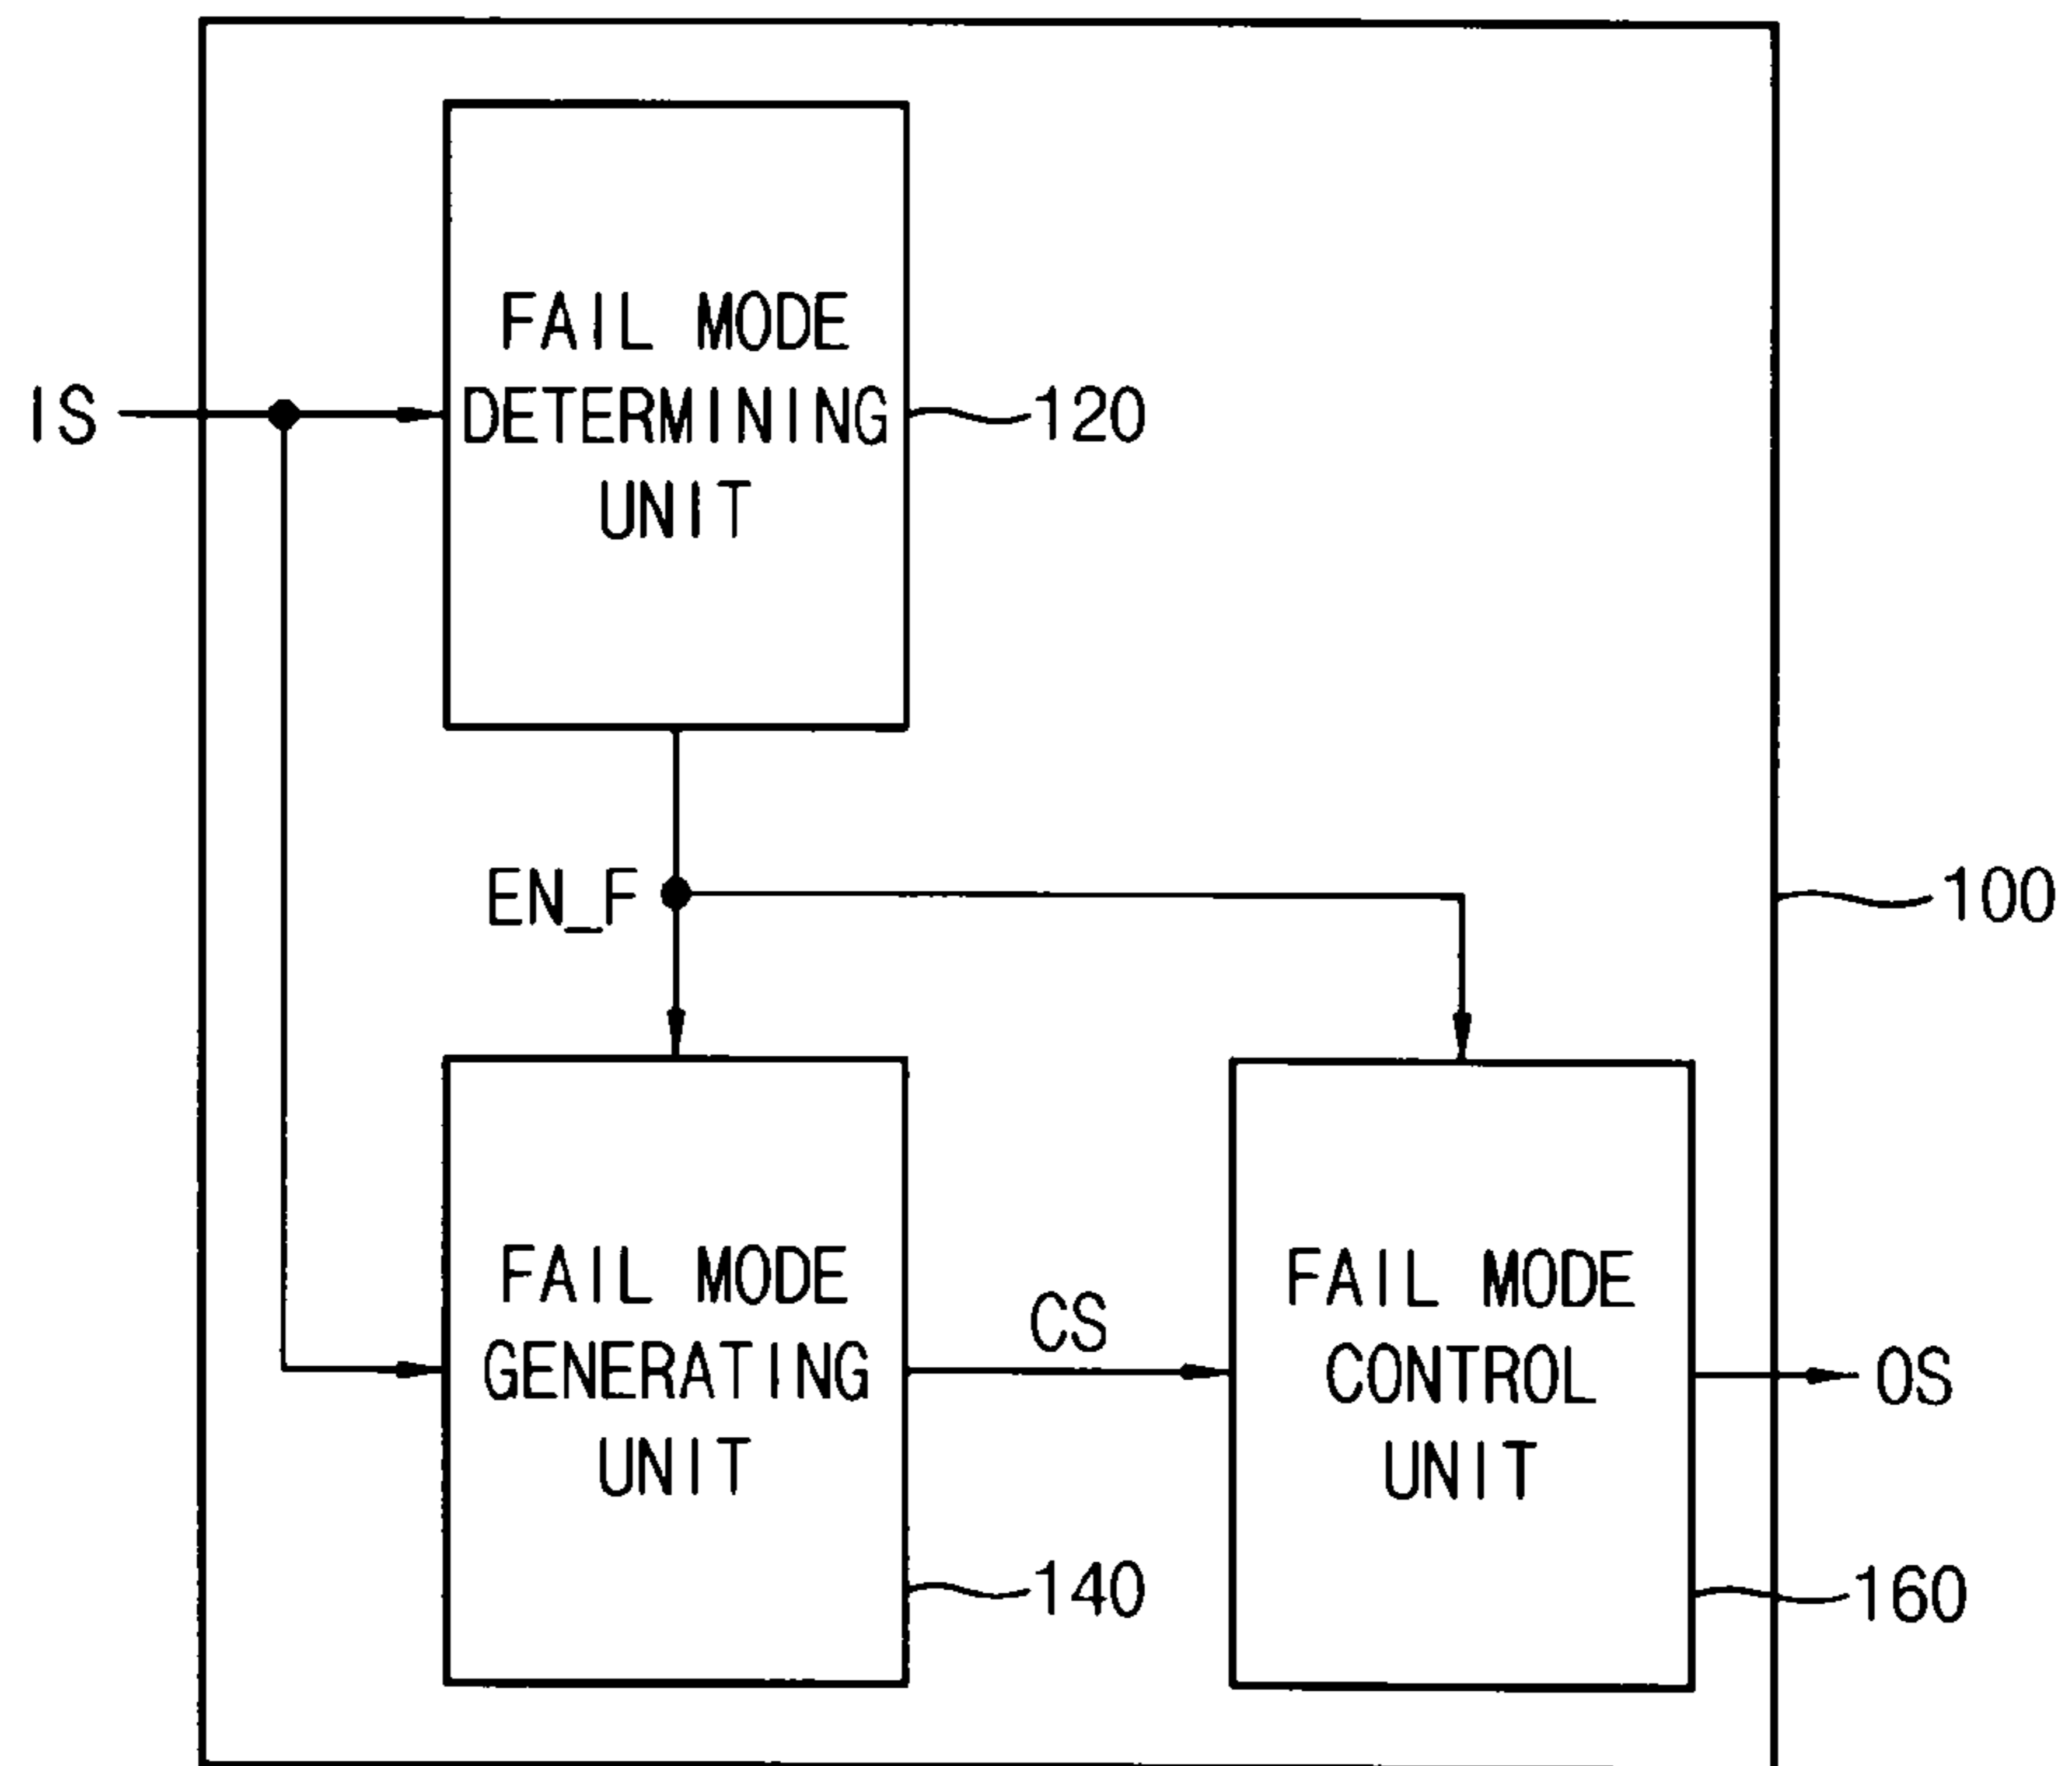 FAIL MODE
DETERMINING
UNIT
IS
120
EN_F
100
FAIL MODE
GENERATING
UNIT
140
CS
FAIL MODE
CONTROL
UNIT
OS
160